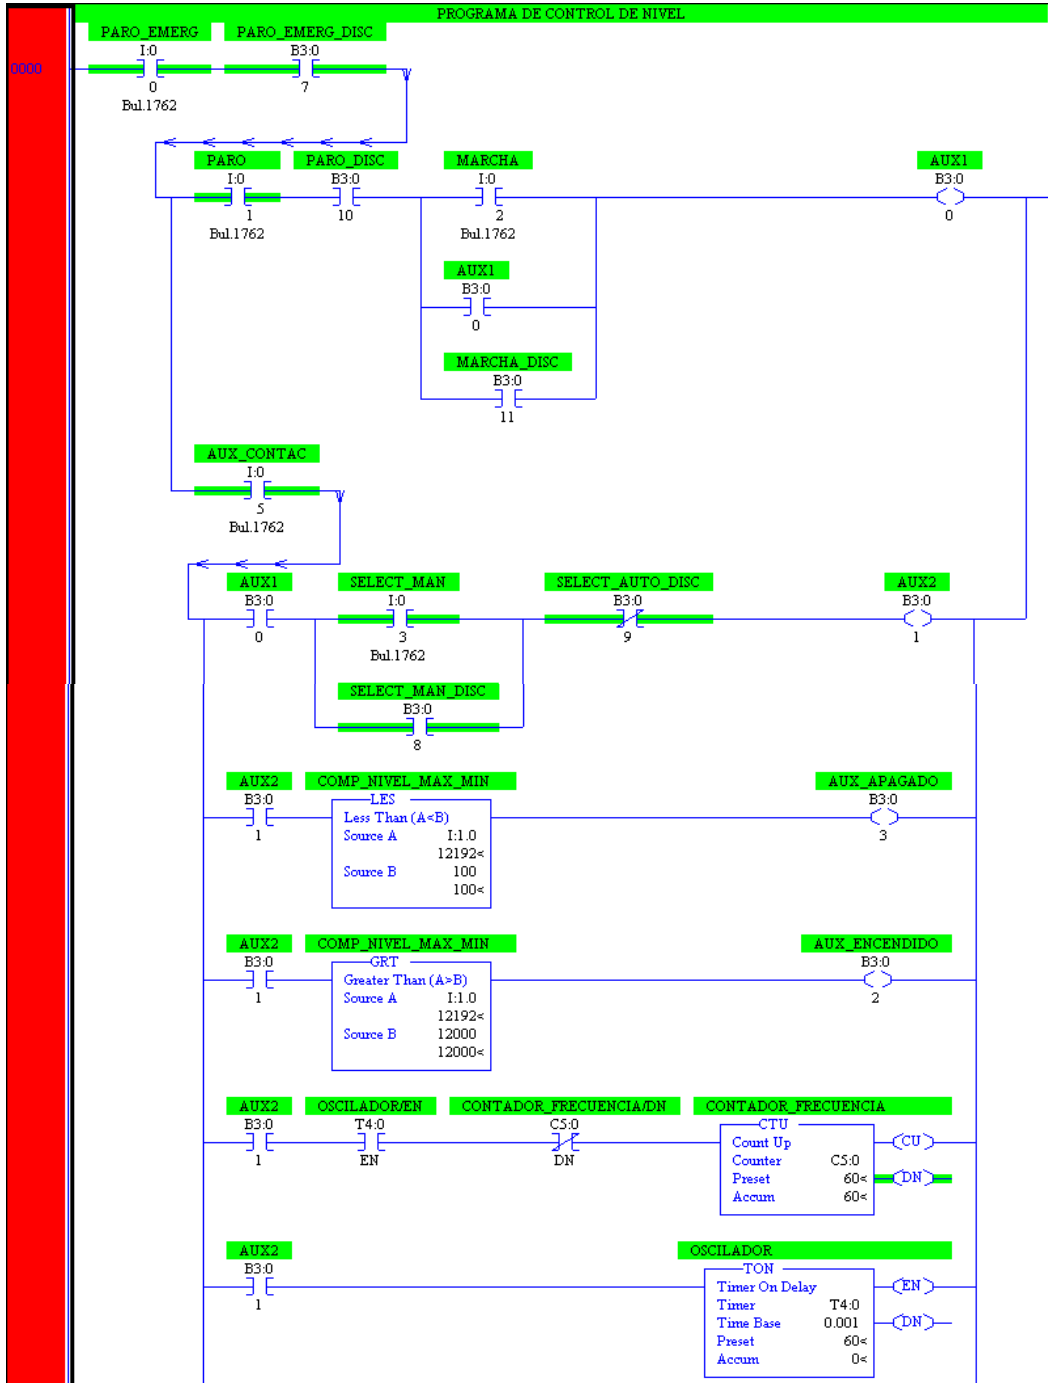 PROGRAMA DE CONTROL DE NIVEL
PARO_EMERG PARO_EMERG_DISC
I:0 B3:0
0000
0 7
Bul.1762
PARO PARO_DISC MARCHA AUX1
I:0 B3:0 I:0 B3:0
1 10 2 0
Bul.1762 Bul.1762
AUX1
B3:0
0
MARCHA_DISC
B3:0
11
AUX_CONTAC
I:0
5
Bul.1762
AUX1 SELECT_MAN SELECT_AUTO_DISC AUX2
B3:0 I:0 B3:0 B3:0
0 3 9 1
Bul.1762
SELECT_MAN_DISC
B3:0
8
AUX2 COMP_NIVEL_MAX_MIN AUX_APAGADO
B3:0 LES B3:0
Less Than (A<B)
1 Source A I:1.0 3
12192<
Source B 100
100<
AUX2 COMP_NIVEL_MAX_MIN AUX_ENCENDIDO
B3:0 GRT B3:0
Greater Than (A>B)
1 Source A I:1.0 2
12192<
Source B 12000
12000<
AUX2 OSCILADOR/EN CONTADOR_FRECUENCIA/DN CONTADOR_FRECUENCIA
B3:0 T4:0 C5:0 CTU
Count Up CU
1 EN DN Counter C5:0
Preset 60< DN
Accum 60<
AUX2 OSCILADOR
B3:0 TON
Timer On Delay EN
1 Timer T4:0
Time Base 0.001 DN
Preset 60<
Accum 0<